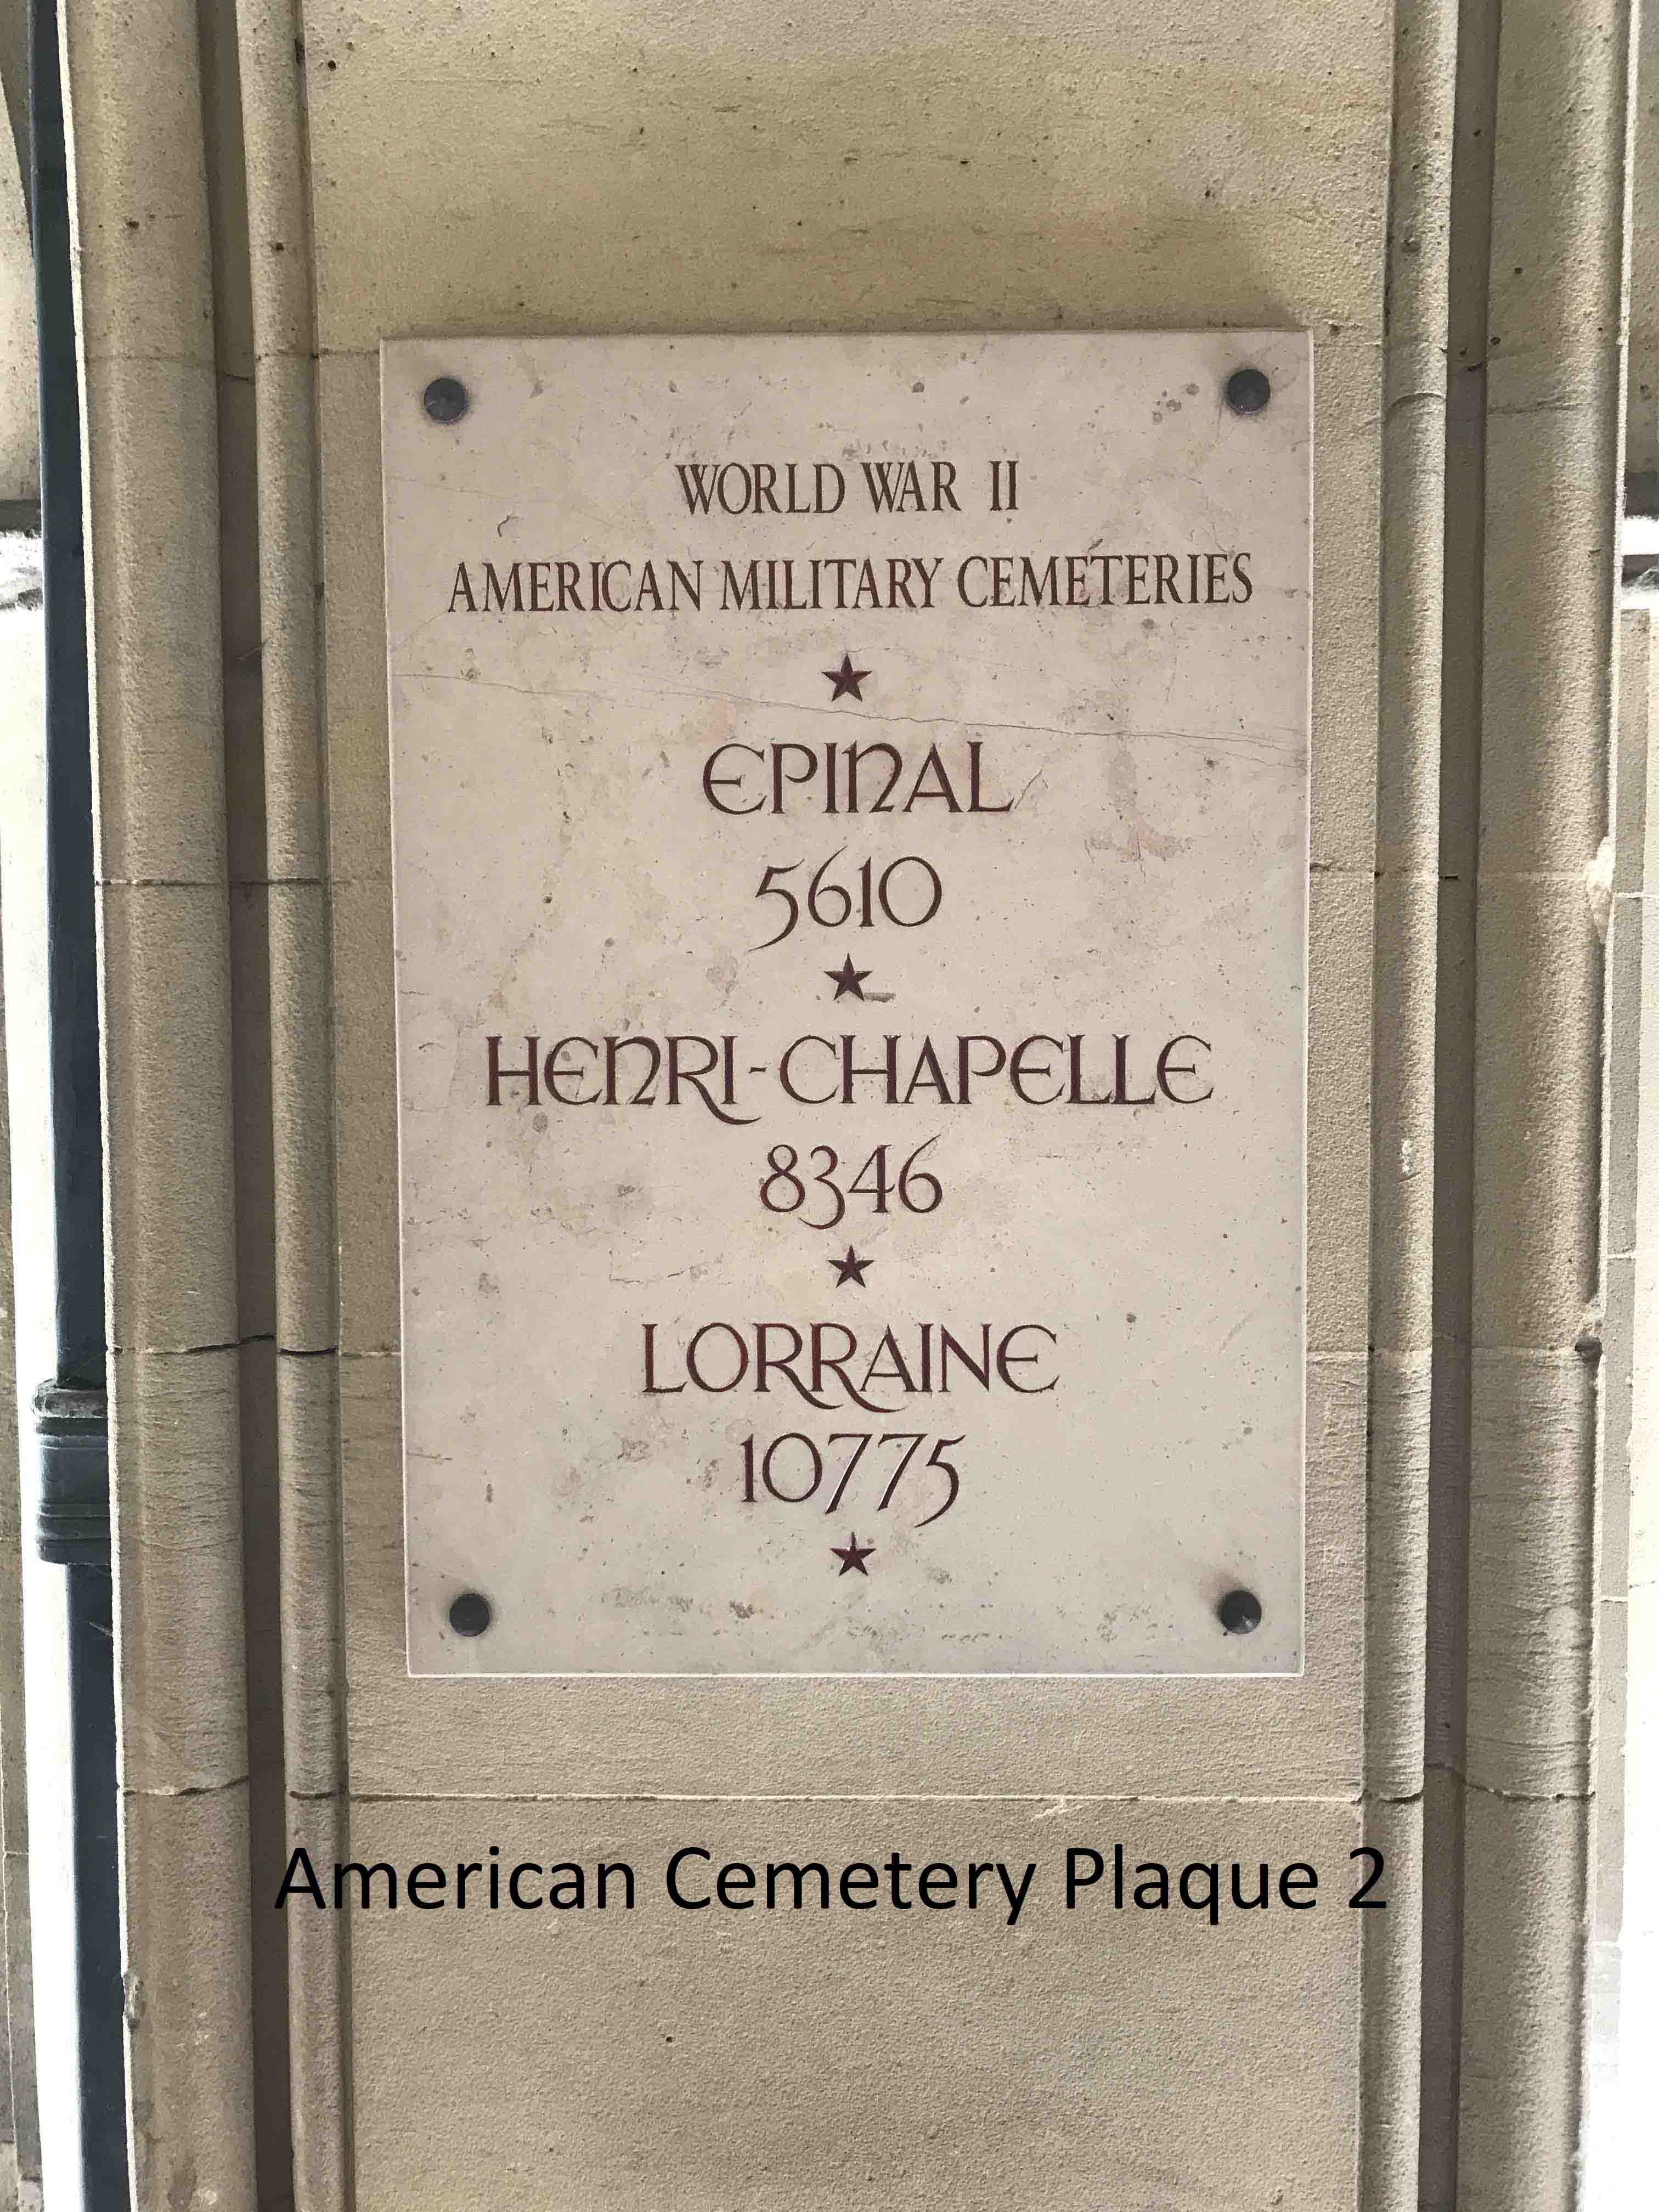 WORLD WAR II
AMERICAN MILITARY CEMETERIES
EPINAL
5610
HENRI-CHAPELLE
8346
LORRAINE
10775
American Cemetery Plaque 2